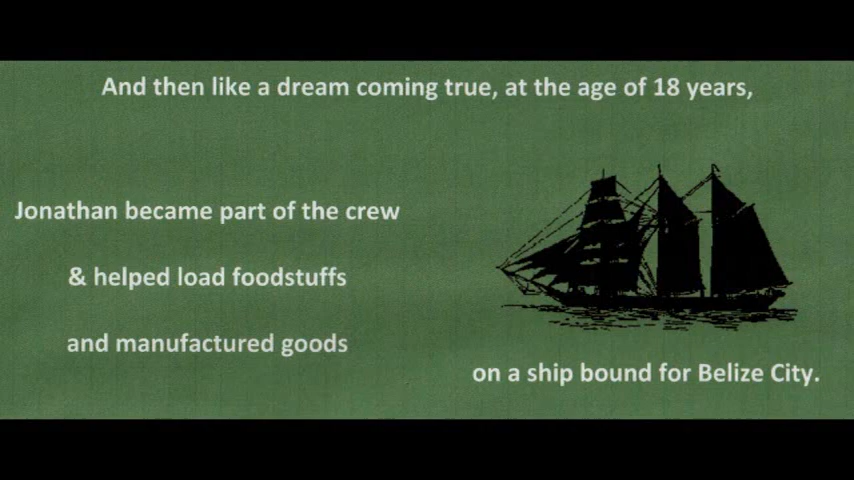 And then like a dream coming true, at the age of 18 years,
Jonathan became part of the crew
& helped load foodstuffs
and manufactured goods
on a ship bound for Belize City.